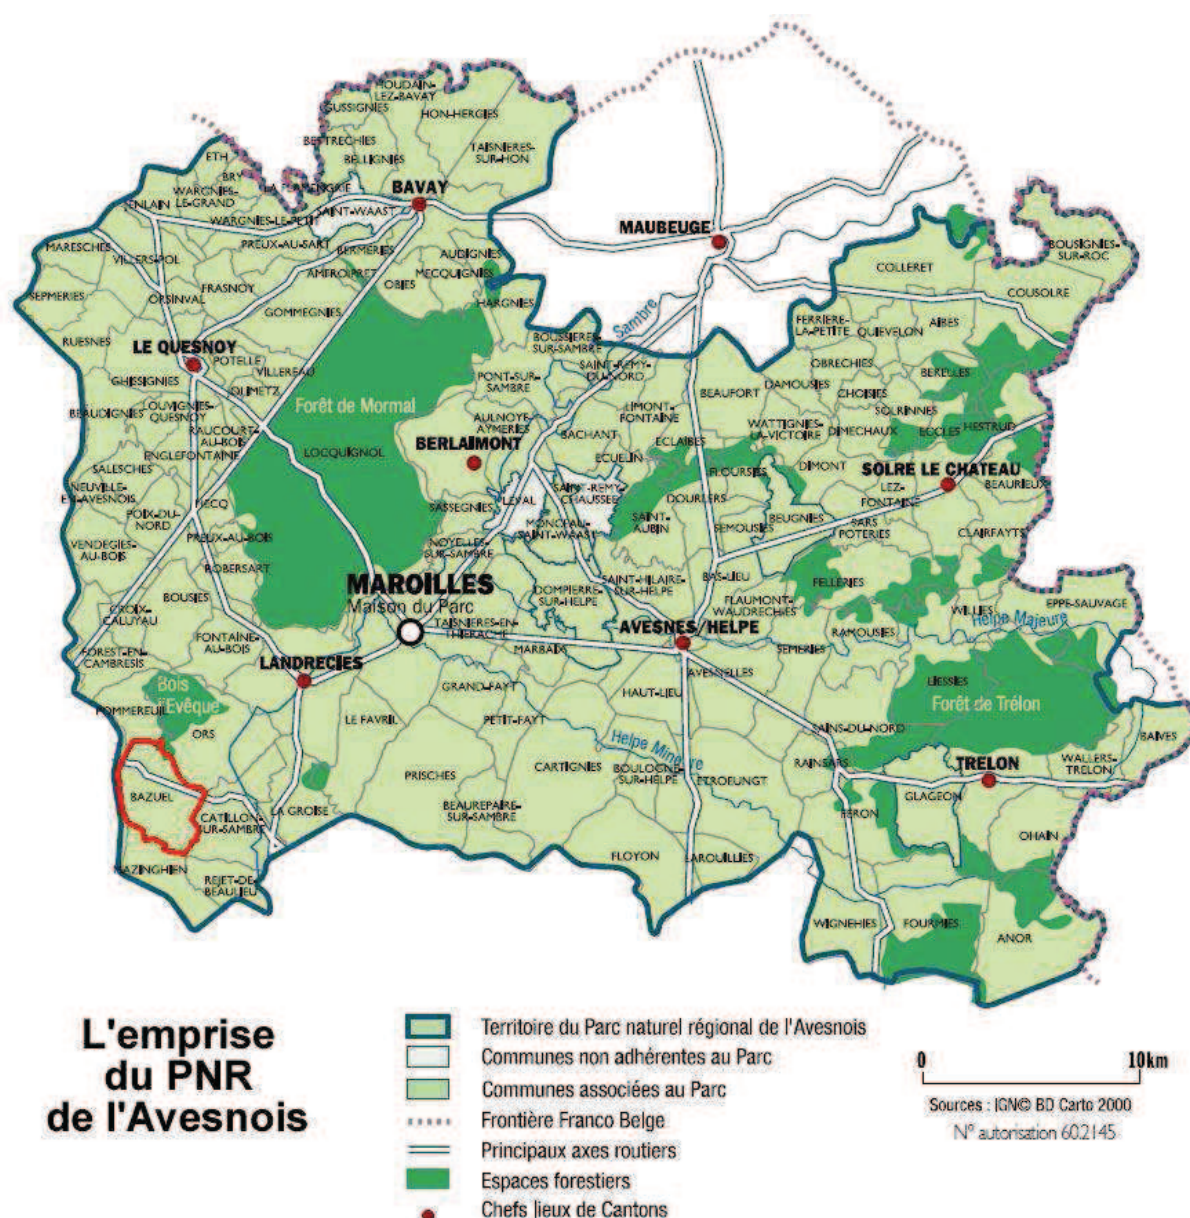 HOUDAIN-
LEZ-BAVAY
GUSSIGNIES
HON-HERGIES
BETTRECHIES
TAISNIERES-
SUR-HON
BELLIGNIES
ETH
BRY
LA FLAMENGRIE
WARGNIES-
LE-GRAND
BAVAY
SAINT-WAAST
WARGNIES-LE-PETIT
MAUBEUGE
MARESCHES
PREUX-AU-SART
BERMERIES
AUDIGNIES
BOUSIGNIES-
SUR-ROC
VILLERS-POL
AMFROIPRET
MECQUIGNIES
COLLERET
SEPMERIES
ORSINVAL
FRASNOY
OBIES
HARGNIES
COUSOLRE
GOMMEGNIES
Sambre
FERRIERE-
LA-PETITE
QUIEVELON
AIBES
RUESNES
LE QUESNOY
BOUSSIERES-
SUR-SAMBRE
POTELLE
VILLEREAU
SAINT-REMY-
DU-NORD
OBRECHIES
BERELLES
GHISSIGNIES
JOLIMETZ
PONT-SUR-
SAMBRE
BEAUFORT
DAMOUSIES
CHOISIES
BEAUDIGNIES
LOUVIGNIES-
QUESNOY
Forêt de Mormal
AULNOYE-
AYMERIES
LIMONT-
FONTAINE
SOLRINNES
RAUCOURT-
AU-BOIS
BACHANT
ECLAIBES
WATTIGNIES-
LA-VICTOIRE
DIMECHAUX
ECCLES
HESTRUD
ENGLEFONTAINE
LOCQUIGNOL
BERLAIMONT
ECUELIN
SALESCHES
FLOURSIES
DIMONT
SOLRE LE CHATEAU
NEUVILLE-
EN-AVESNOIS
LEVAL
SAINT-REMY-
CHAUSSEE
DOURLERS
LEZ-
FONTAINE
BEAURIEUX
HECQ
POIX-DU-
NORD
SASSEGNIES
MONCEAU-
SAINT-WAAST
SAINT-
AUBIN
SEMOUSIES
BEUGNIES
SARS
POTERIES
CLAIRFAYTS
VENDEGIES-
AU-BOIS
PREUX-AU-BOIS
NOYELLES-
SUR-SAMBRE
ROBERSART
MAROILLES
Maison du Parc
DOMPIERRE-
SUR-HELPE
SAINT-HILAIRE-
SUR-HELPE
BAS-LIEU
FELLERIES
BOUSIES
FLAUMONT-
WAUDRECHIES
WILLIES
EPPE-SAUVAGE
CROIX-
CALUYAU
TAISNIERES-EN-
THIERACHE
AVESNES/HELPE
RAMOUSIES
Helpe Majeure
FONTAINE-
AU-BOIS
MARBAIX
SEMERIES
FOREST-EN-
CAMBRESIS
LANDRECIES
AVESNELLES
LIESSIES
Bois
l'Evêque
GRAND-FAYT
HAUT-LIEU
Forêt de Trélon
POMMEREUIL
LE FAVRIL
PETIT-FAYT
SAINS-DU-NORD
ORS
Helpe Mineure
BAIVES
CARTIGNIES
BOULOGNE-
SUR-HELPE
RAINSARS
WALLERS-
TRELON
PRISCHES
ETROEUNGT
TRELON
BAZUEL
GLAGEON
LA GROISE
BEAUREPAIRE-
SUR-SAMBRE
FERON
CATILLON-
SUR-SAMBRE
OHAIN
FLOYON
LAROUILLIES
MAZINGHIEN
REJET-DE-
BEAULIEU
WIGNEHIES
FOURMIES
ANOR
L'emprise
du PNR
de l'Avesnois
Territoire du Parc naturel régional de l'Avesnois
Communes non adhérentes au Parc
Communes associées au Parc
Frontière Franco Belge
Principaux axes routiers
Espaces forestiers
Chefs lieux de Cantons
0 10km
Sources : IGN© BD Carto 2000
N° autorisation 602145